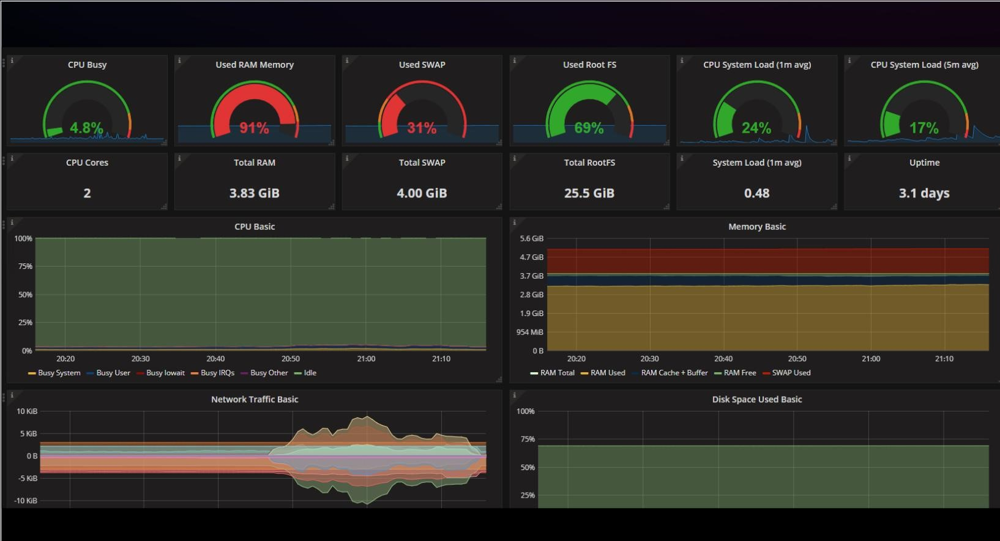 CPU Busy
4.8%
Used RAM Memory
91%
Used SWAP
31%
Used Root FS
69%
CPU System Load (1m avg)
24%
CPU System Load (5m avg)
17%
CPU Cores
2
Total RAM
3.83 GiB
Total SWAP
4.00 GiB
Total RootFS
25.5 GiB
System Load (1m avg)
0.48
Uptime
3.1 days
CPU Basic
100%
75%
50%
25%
0%
20:20 20:30 20:40 20:50 21:00 21:10
Busy System Busy User Busy Iowait Busy IRQs Busy Other Idle
Memory Basic
5.6 GiB
4.7 GiB
3.7 GiB
2.8 GiB
1.9 GiB
954 MiB
0 B
20:20 20:30 20:40 20:50 21:00 21:10
RAM Total RAM Used RAM Cache + Buffer RAM Free SWAP Used
Network Traffic Basic
10 KiB
5 KiB
0 B
-5 KiB
-10 KiB
Disk Space Used Basic
100%
75%
50%
25%